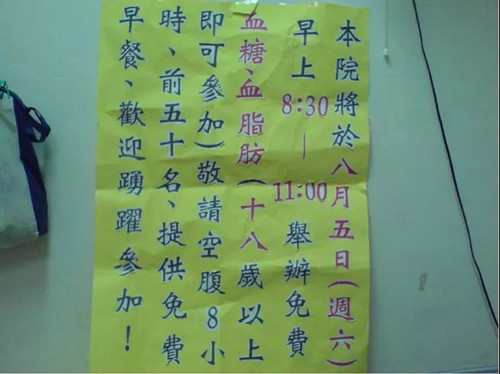 本院將於八月五日(週六)
早上8:30—11:00舉辦免費
血糖、血脂肪(十八歲以上
即可參加)敬請空腹8小
時、前五十名、提供免費
早餐、歡迎踴躍參加!